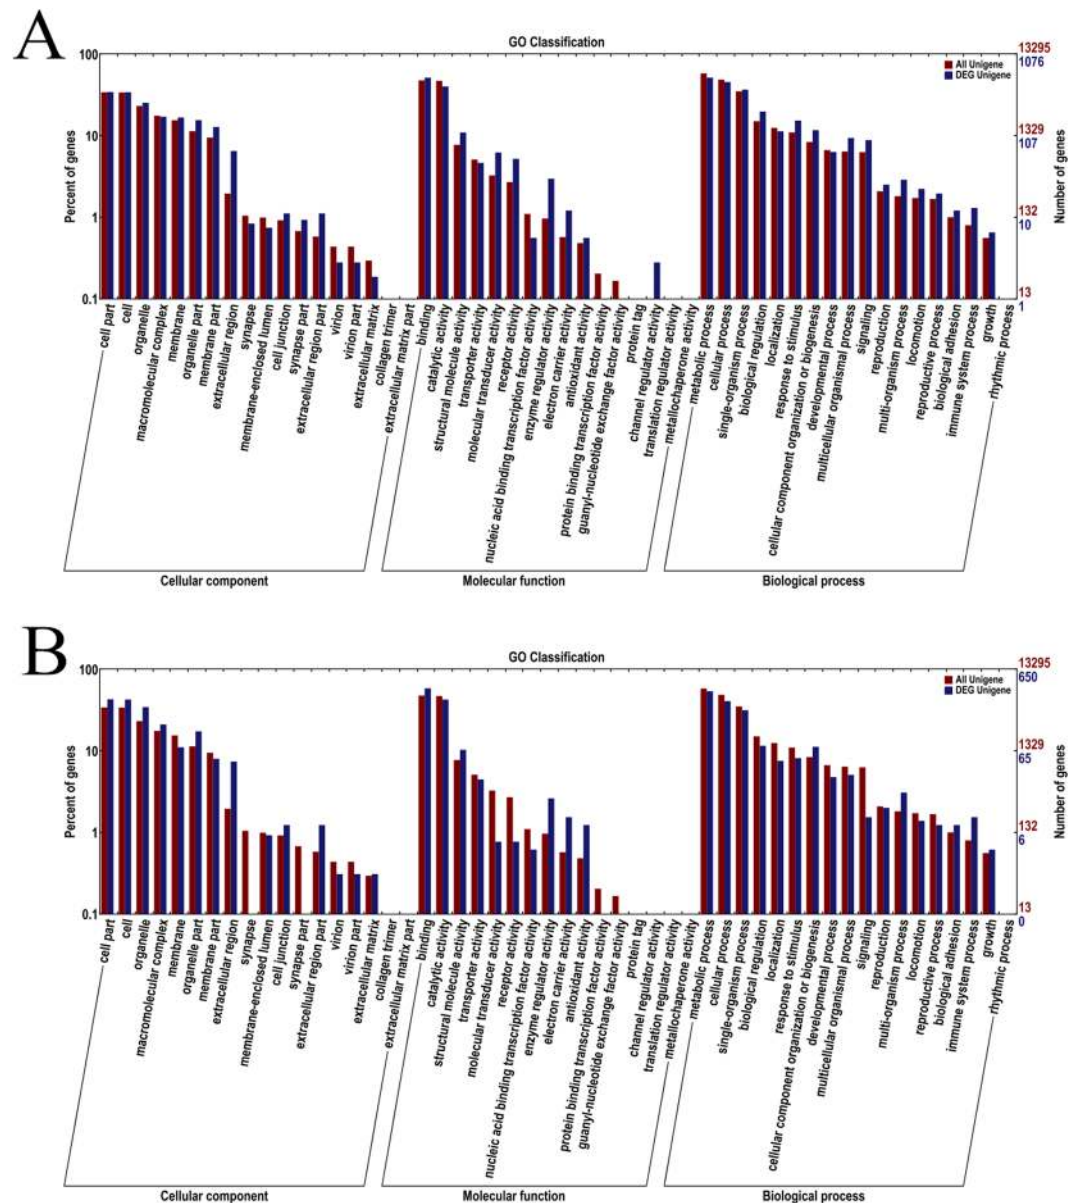 A
GO Classification
100
10
1
0.1
Percent of genes
13295
1076
1329
107
132
10
13
1
Number of genes
All Unigene
DEG Unigene
cell part
cell
organelle
macromolecular complex
membrane
organelle part
membrane part
extracellular region
synapse
membrane-enclosed lumen
cell junction
synapse part
extracellular region part
virion
virion part
extracellular matrix
collagen trimer
extracellular matrix part
binding
catalytic activity
structural molecule activity
transporter activity
molecular transducer activity
receptor activity
nucleic acid binding transcription factor activity
enzyme regulator activity
electron carrier activity
antioxidant activity
protein binding transcription factor activity
guanyl-nucleotide exchange factor activity
protein tag
channel regulator activity
translation regulator activity
metallochaperone activity
metabolic process
cellular process
single-organism process
biological regulation
localization
response to stimulus
cellular component organization or biogenesis
developmental process
multicellular organismal process
signaling
reproduction
multi-organism process
locomotion
reproductive process
biological adhesion
immune system process
growth
rhythmic process
Cellular component
Molecular function
Biological process
B
GO Classification
100
10
1
0.1
Percent of genes
13295
650
1329
65
132
6
13
0
Number of genes
All Unigene
DEG Unigene
cell part
cell
organelle
macromolecular complex
membrane
organelle part
membrane part
extracellular region
synapse
membrane-enclosed lumen
cell junction
synapse part
extracellular region part
virion
virion part
extracellular matrix
collagen trimer
extracellular matrix part
binding
catalytic activity
structural molecule activity
transporter activity
molecular transducer activity
receptor activity
nucleic acid binding transcription factor activity
enzyme regulator activity
electron carrier activity
antioxidant activity
protein binding transcription factor activity
guanyl-nucleotide exchange factor activity
protein tag
channel regulator activity
translation regulator activity
metallochaperone activity
metabolic process
cellular process
single-organism process
biological regulation
localization
response to stimulus
cellular component organization or biogenesis
developmental process
multicellular organismal process
signaling
reproduction
multi-organism process
locomotion
reproductive process
biological adhesion
immune system process
growth
rhythmic process
Cellular component
Molecular function
Biological process